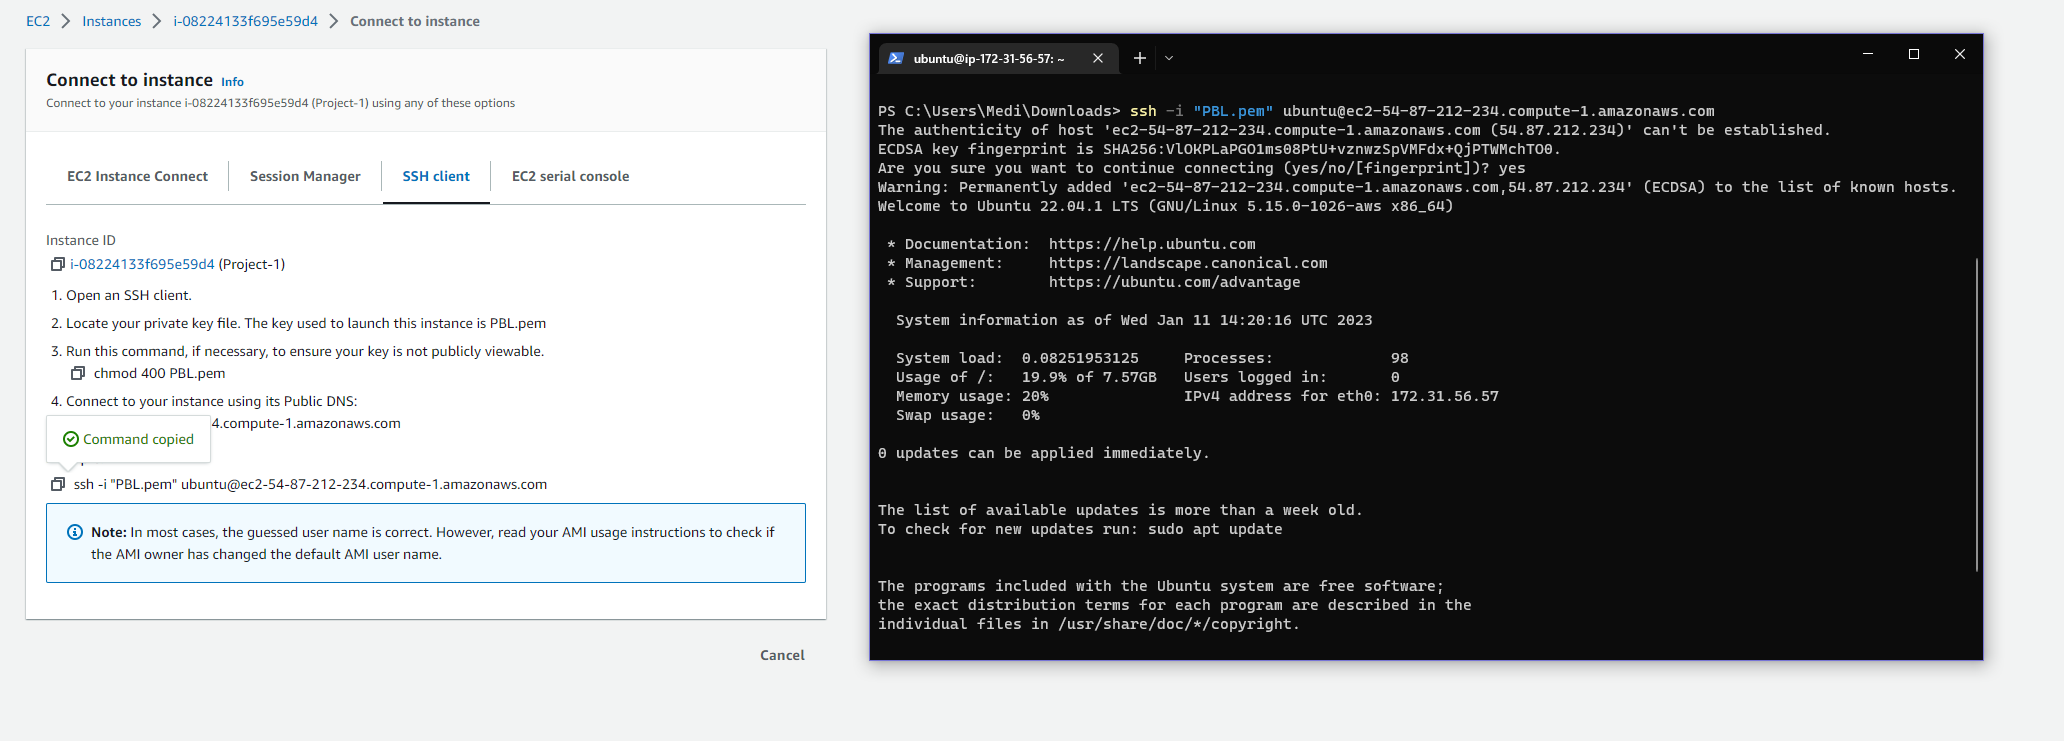 EC2 > Instances > i-08224133f695e59d4 > Connect to instance
Connect to instance Info
Connect to your instance i-08224133f695e59d4 (Project-1) using any of these options
EC2 Instance Connect Session Manager SSH client EC2 serial console
Instance ID
i-08224133f695e59d4 (Project-1)
1. Open an SSH client.
2. Locate your private key file. The key used to launch this instance is PBL.pem
3. Run this command, if necessary, to ensure your key is not publicly viewable.
chmod 400 PBL.pem
4. Connect to your instance using its Public DNS:
4.compute-1.amazonaws.com
Command copied
ssh -i "PBL.pem" ubuntu@ec2-54-87-212-234.compute-1.amazonaws.com
Note: In most cases, the guessed user name is correct. However, read your AMI usage instructions to check if
the AMI owner has changed the default AMI user name.
Cancel
ubuntu@ip-172-31-56-57: ~
PS C:\Users\Medi\Downloads> ssh -i "PBL.pem" ubuntu@ec2-54-87-212-234.compute-1.amazonaws.com
The authenticity of host 'ec2-54-87-212-234.compute-1.amazonaws.com (54.87.212.234)' can't be established.
ECDSA key fingerprint is SHA256:VlOKPLaPGO1ms08PtU+vznwzSpVMFdx+QjPTWMchTO0.
Are you sure you want to continue connecting (yes/no/[fingerprint])? yes
Warning: Permanently added 'ec2-54-87-212-234.compute-1.amazonaws.com,54.87.212.234' (ECDSA) to the list of known hosts.
Welcome to Ubuntu 22.04.1 LTS (GNU/Linux 5.15.0-1026-aws x86_64)
* Documentation: https://help.ubuntu.com
* Management: https://landscape.canonical.com
* Support: https://ubuntu.com/advantage
System information as of Wed Jan 11 14:20:16 UTC 2023
System load: 0.08251953125 Processes: 98
Usage of /: 19.9% of 7.57GB Users logged in: 0
Memory usage: 20% IPv4 address for eth0: 172.31.56.57
Swap usage: 0%
0 updates can be applied immediately.
The list of available updates is more than a week old.
To check for new updates run: sudo apt update
The programs included with the Ubuntu system are free software;
the exact distribution terms for each program are described in the
individual files in /usr/share/doc/*/copyright.